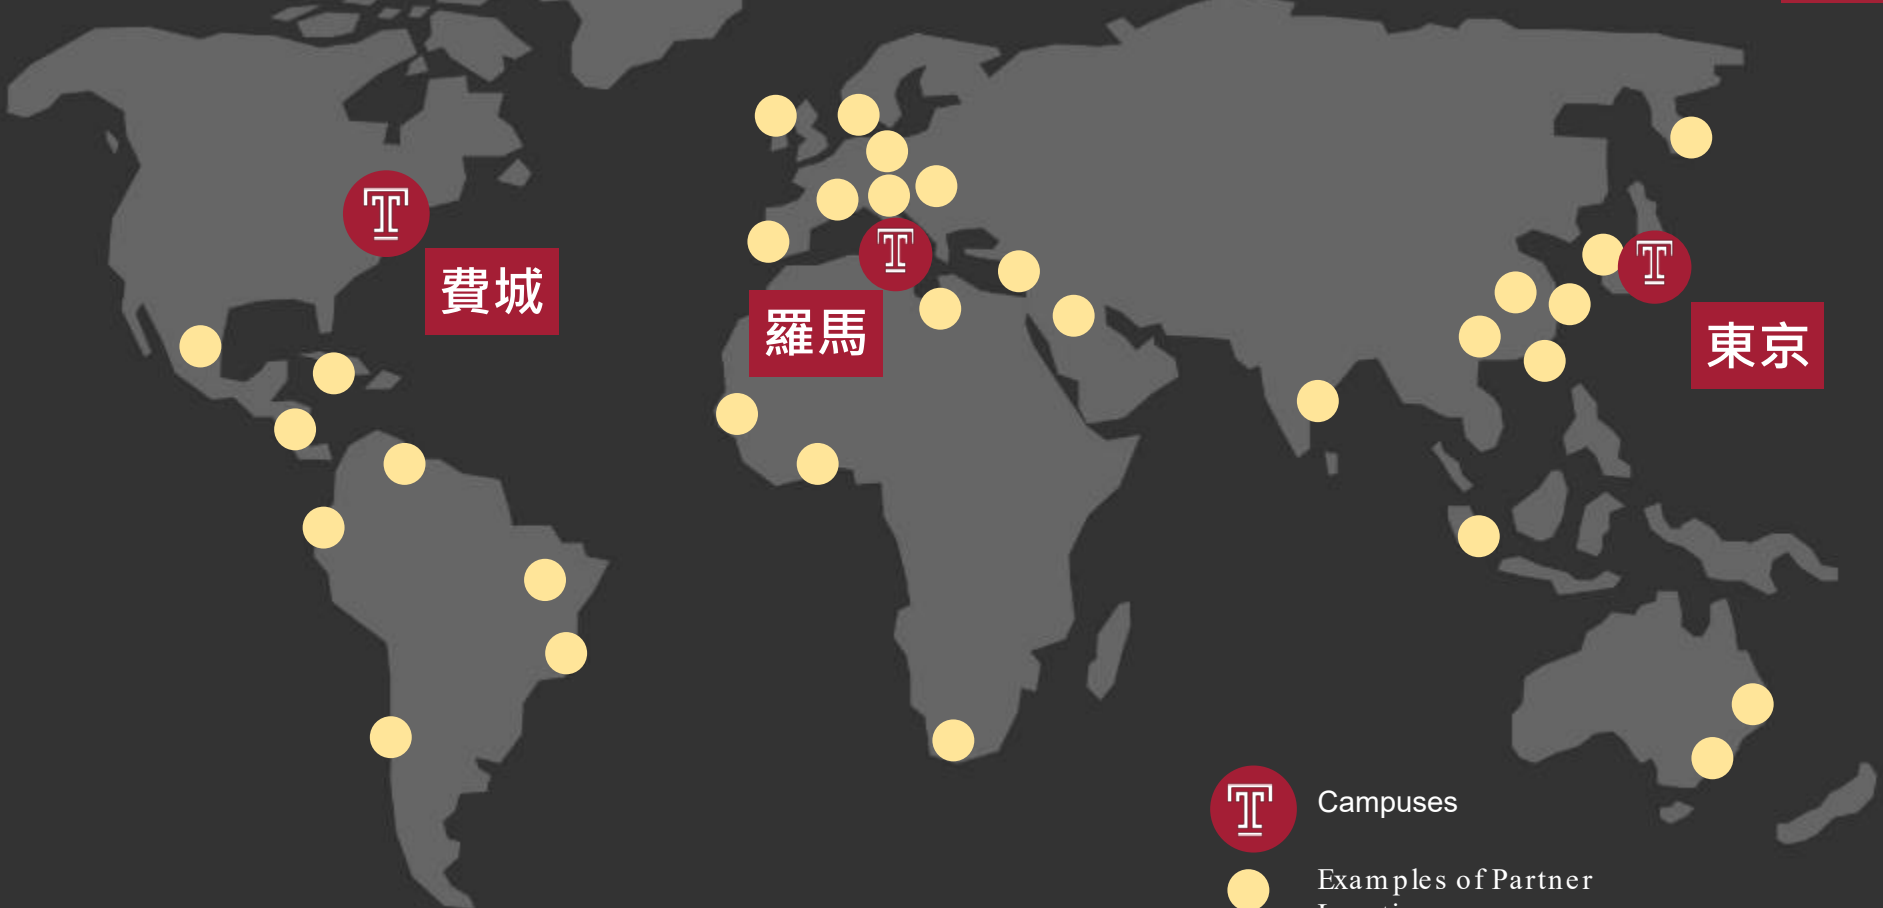 費城
羅馬
東京
Campuses
Examples of Partner